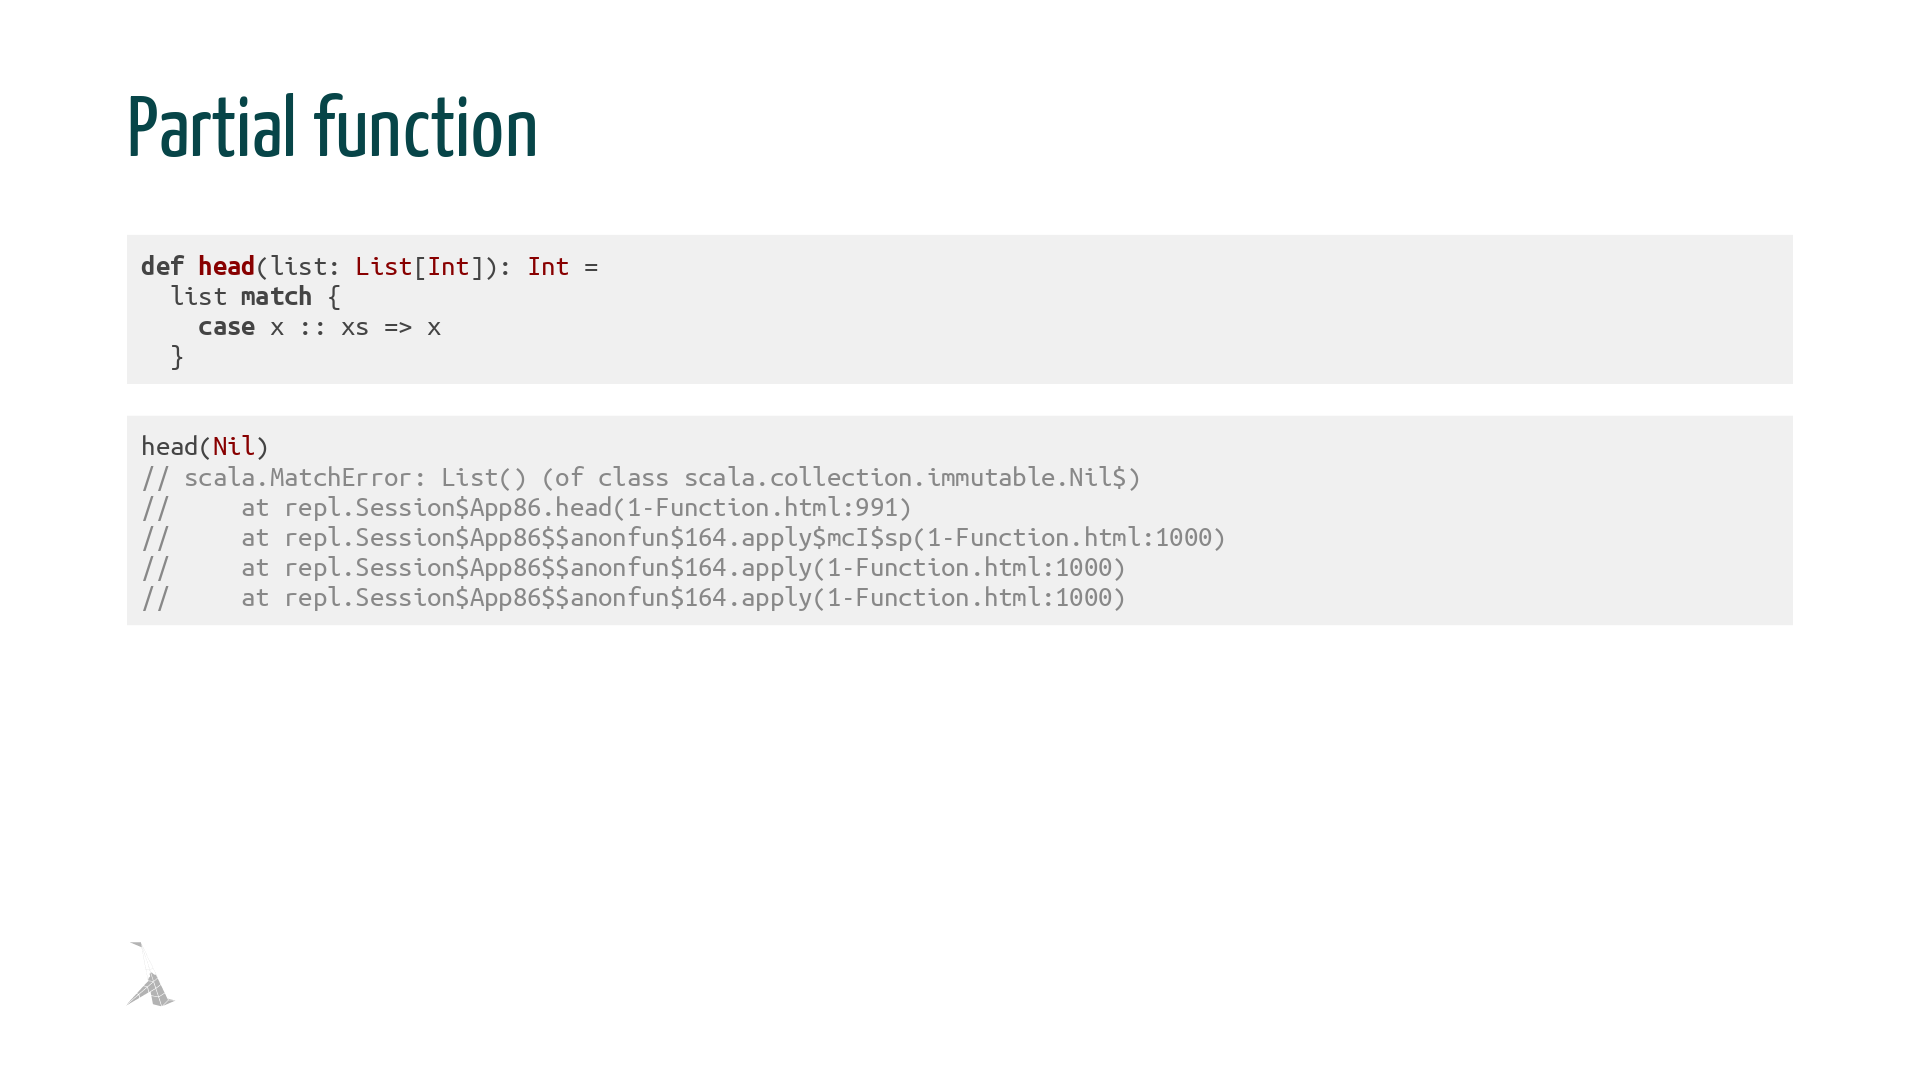 Partial function
def head(list: List[Int]): Int =
  list match {
    case x :: xs => x
  }
head(Nil)
// scala.MatchError: List() (of class scala.collection.immutable.Nil$)
//     at repl.Session$App86.head(1-Function.html:991)
//     at repl.Session$App86$$anonfun$164.apply$mcI$sp(1-Function.html:1000)
//     at repl.Session$App86$$anonfun$164.apply(1-Function.html:1000)
//     at repl.Session$App86$$anonfun$164.apply(1-Function.html:1000)